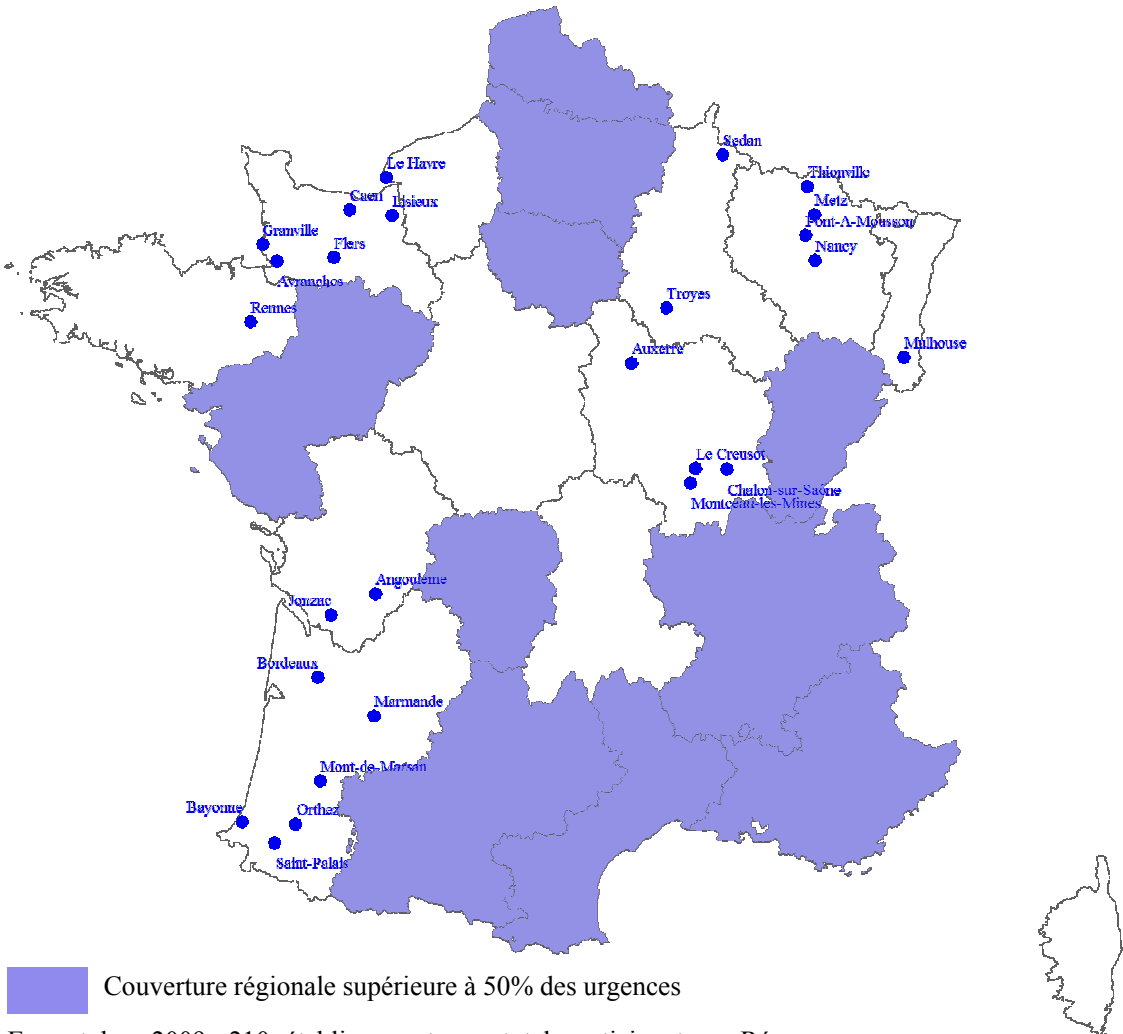 Sedan
Le Havre
Thionville
Caen
Lisieux
Metz
Pont-A-Mousson
Granville
Flers
Nancy
Avranches
Troyes
Rennes
Auxerre
Mulhouse
Le Creusot
Chalon-sur-Saône
Montceau-les-Mines
Angouleme
Jonzac
Bordeaux
Marmande
Mont-de-Marsan
Bayonne
Orthez
Saint-Palais
Couverture régionale supérieure à 50% des urgences